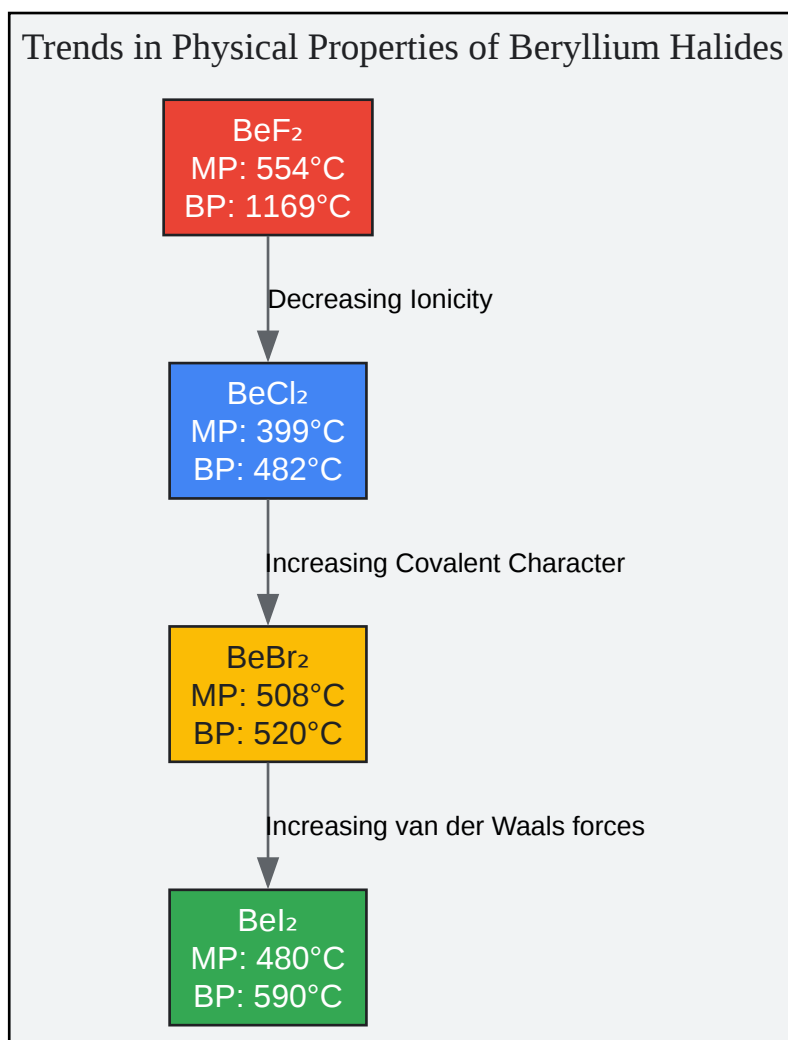 Trends in Physical Properties of Beryllium Halides
BeF₂
MP: 554°C
BP: 1169°C
Decreasing Ionicity
BeCl₂
MP: 399°C
BP: 482°C
Increasing Covalent Character
BeBr₂
MP: 508°C
BP: 520°C
Increasing van der Waals forces
BeI₂
MP: 480°C
BP: 590°C